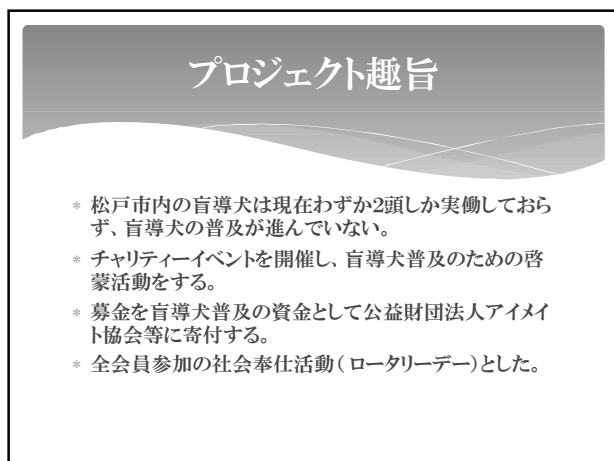 プロジェクト趣旨
* 松戸市内の盲導犬は現在わずか2頭しか実働しておら
ず、盲導犬の普及が進んでいない。
* チャリティーイベントを開催し、盲導犬普及のための啓
蒙活動をする。
* 募金を盲導犬普及の資金として公益財団法人アイメイ
ト協会等に寄付する。
* 全会員参加の社会奉仕活動(ロータリーデー)とした。